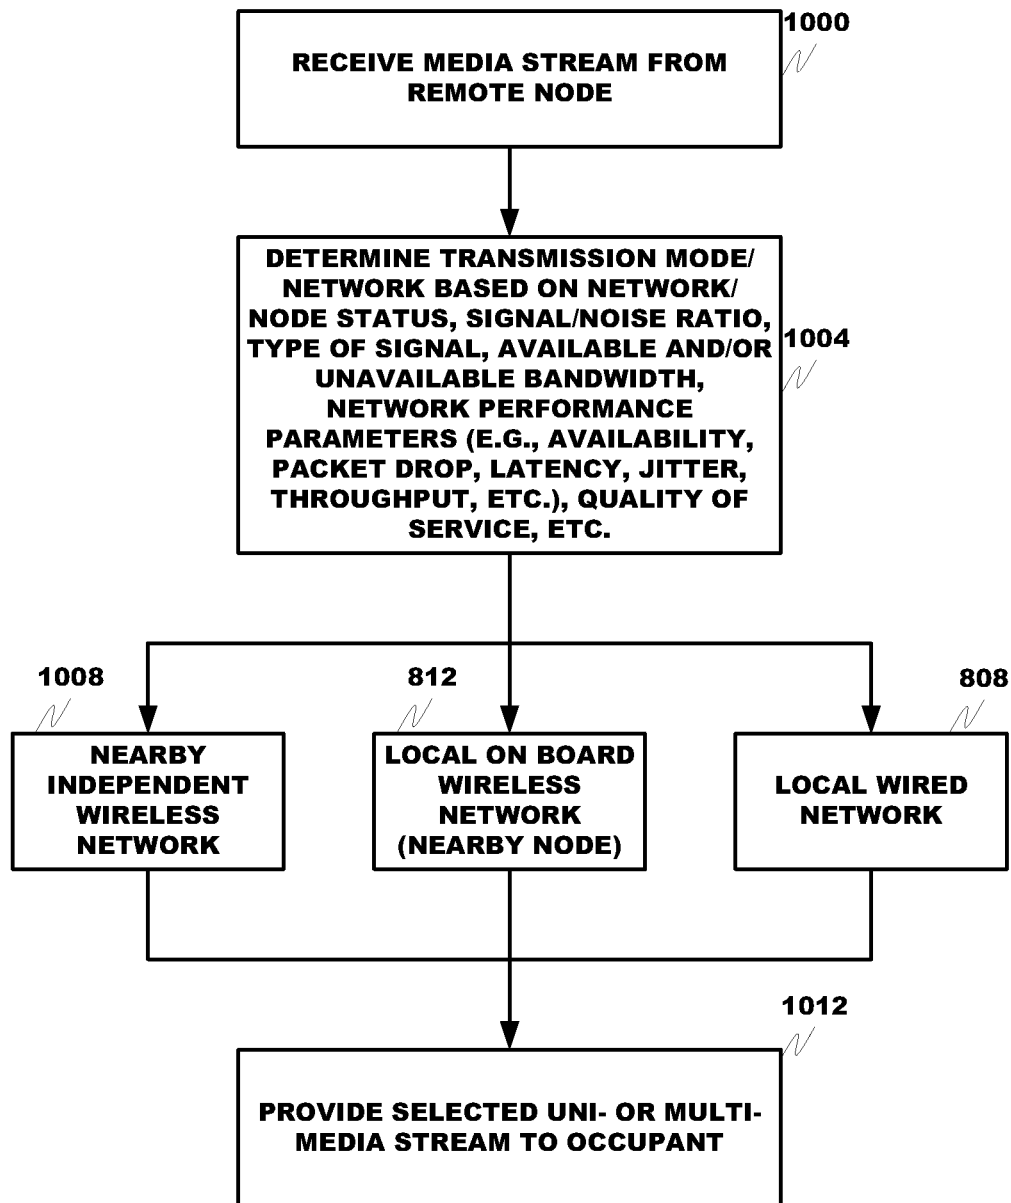 1000
RECEIVE MEDIA STREAM FROM
REMOTE NODE
DETERMINE TRANSMISSION MODE/
NETWORK BASED ON NETWORK/
NODE STATUS, SIGNAL/NOISE RATIO,
TYPE OF SIGNAL, AVAILABLE AND/OR
UNAVAILABLE BANDWIDTH,
NETWORK PERFORMANCE
PARAMETERS (E.G., AVAILABILITY,
PACKET DROP, LATENCY, JITTER,
THROUGHPUT, ETC.), QUALITY OF
SERVICE, ETC.
1004
1008
NEARBY
INDEPENDENT
WIRELESS
NETWORK
812
LOCAL ON BOARD
WIRELESS
NETWORK
(NEARBY NODE)
808
LOCAL WIRED
NETWORK
1012
PROVIDE SELECTED UNI- OR MULTI-
MEDIA STREAM TO OCCUPANT